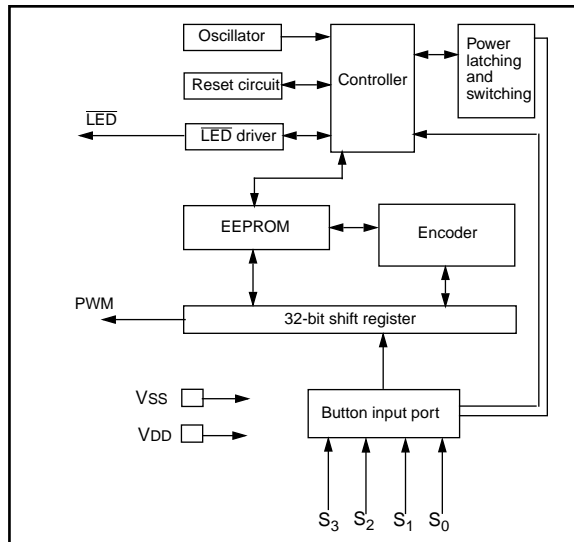 Oscillator
Reset circuit
LED
LED driver
Controller
Power
latching
and
switching
EEPROM
Encoder
PWM
32-bit shift register
VSS
VDD
Button input port
S3
S2
S1
S0